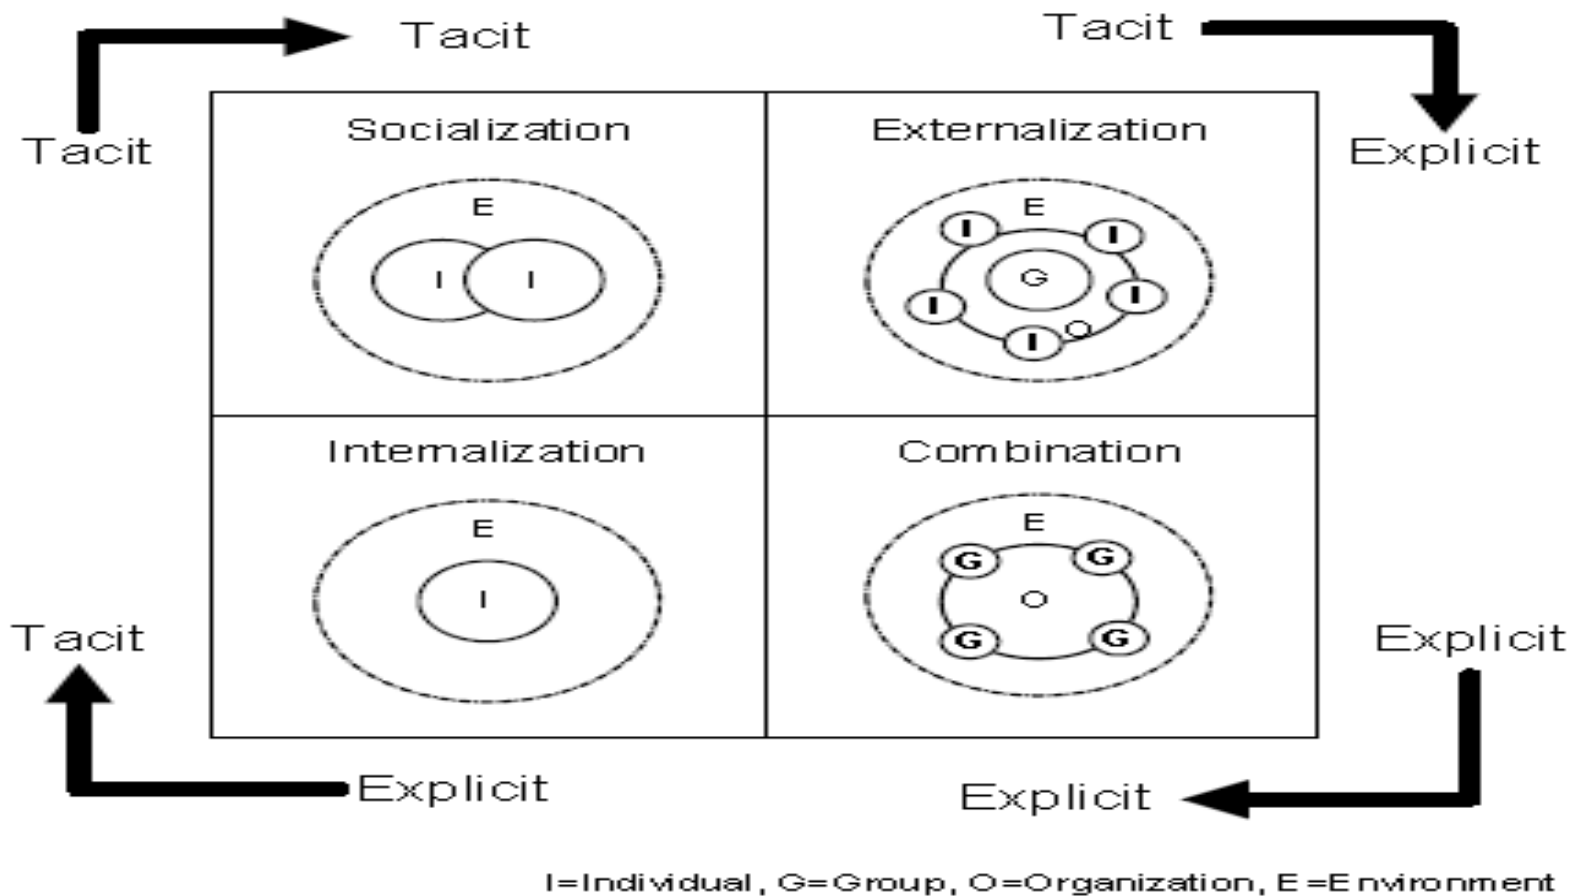 Tacit
Tacit
Tacit
Explicit
Socialization
E
I I
Externalization
E
I I
G
I I
I O
Internalization
E
I
Combination
E
G G
O
G G
Tacit
Explicit
Explicit
Explicit
I=Individual, G=Group, O=Organization, E=Environment